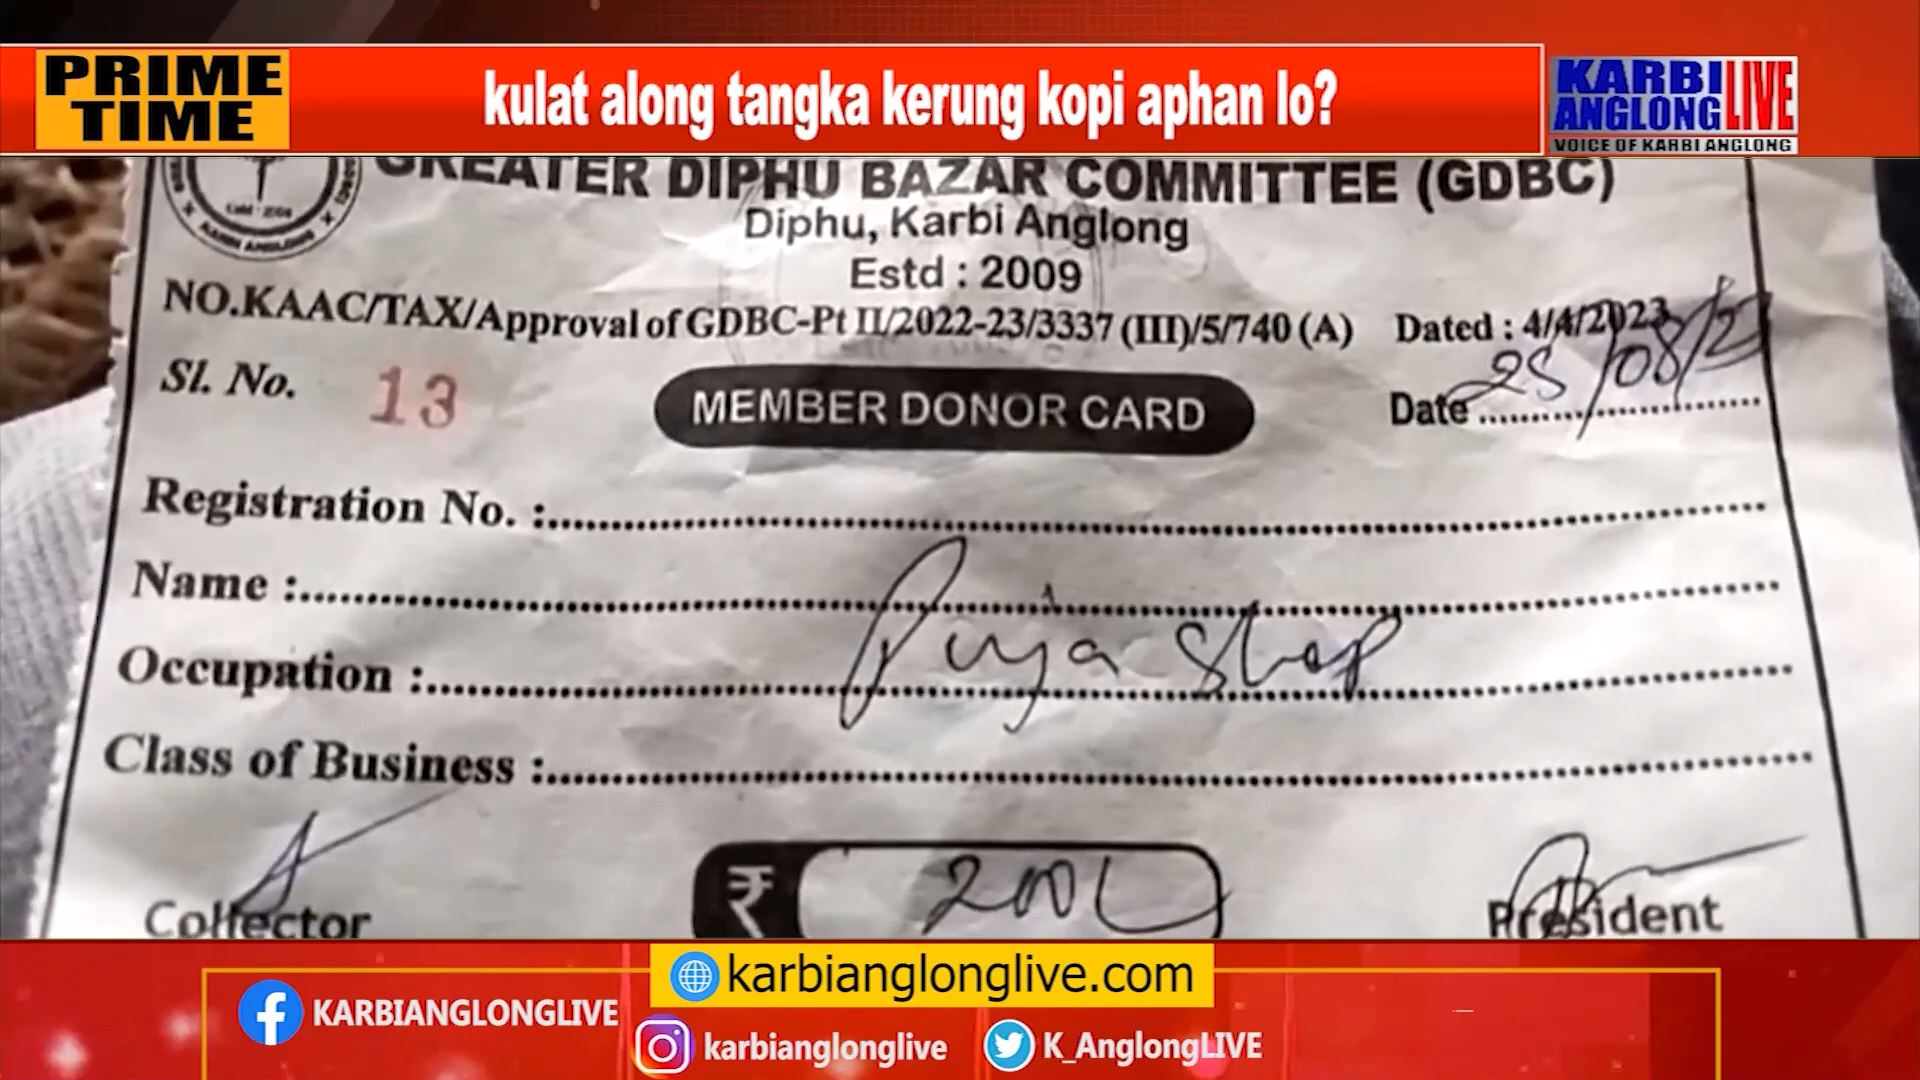 PRIME
TIME
kulat along tangka kerung kopi aphan lo?
KARBI
ANGLONG
LIVE
VOICE OF KARBI ANGLONG
GREATER DIPHU BAZAR COMMITTEE (GDBC)
Diphu, Karbi Anglong
Estd : 2009
KARBI ANGLONG
NO.KAAC/TAX/Approval of GDBC-Pt II/2022-23/3337 (III)/5/740 (A) Dated : 4/4/2023
Sl. No. 13
MEMBER DONOR CARD
Date 25/08/23
Registration No. :
Name :
Puja Shop
Occupation :
Class of Business :
₹ 200/-
Collector
President
karbianglonglive.com
KARBIANGLONGLIVE
karbianglonglive
K_AnglongLIVE